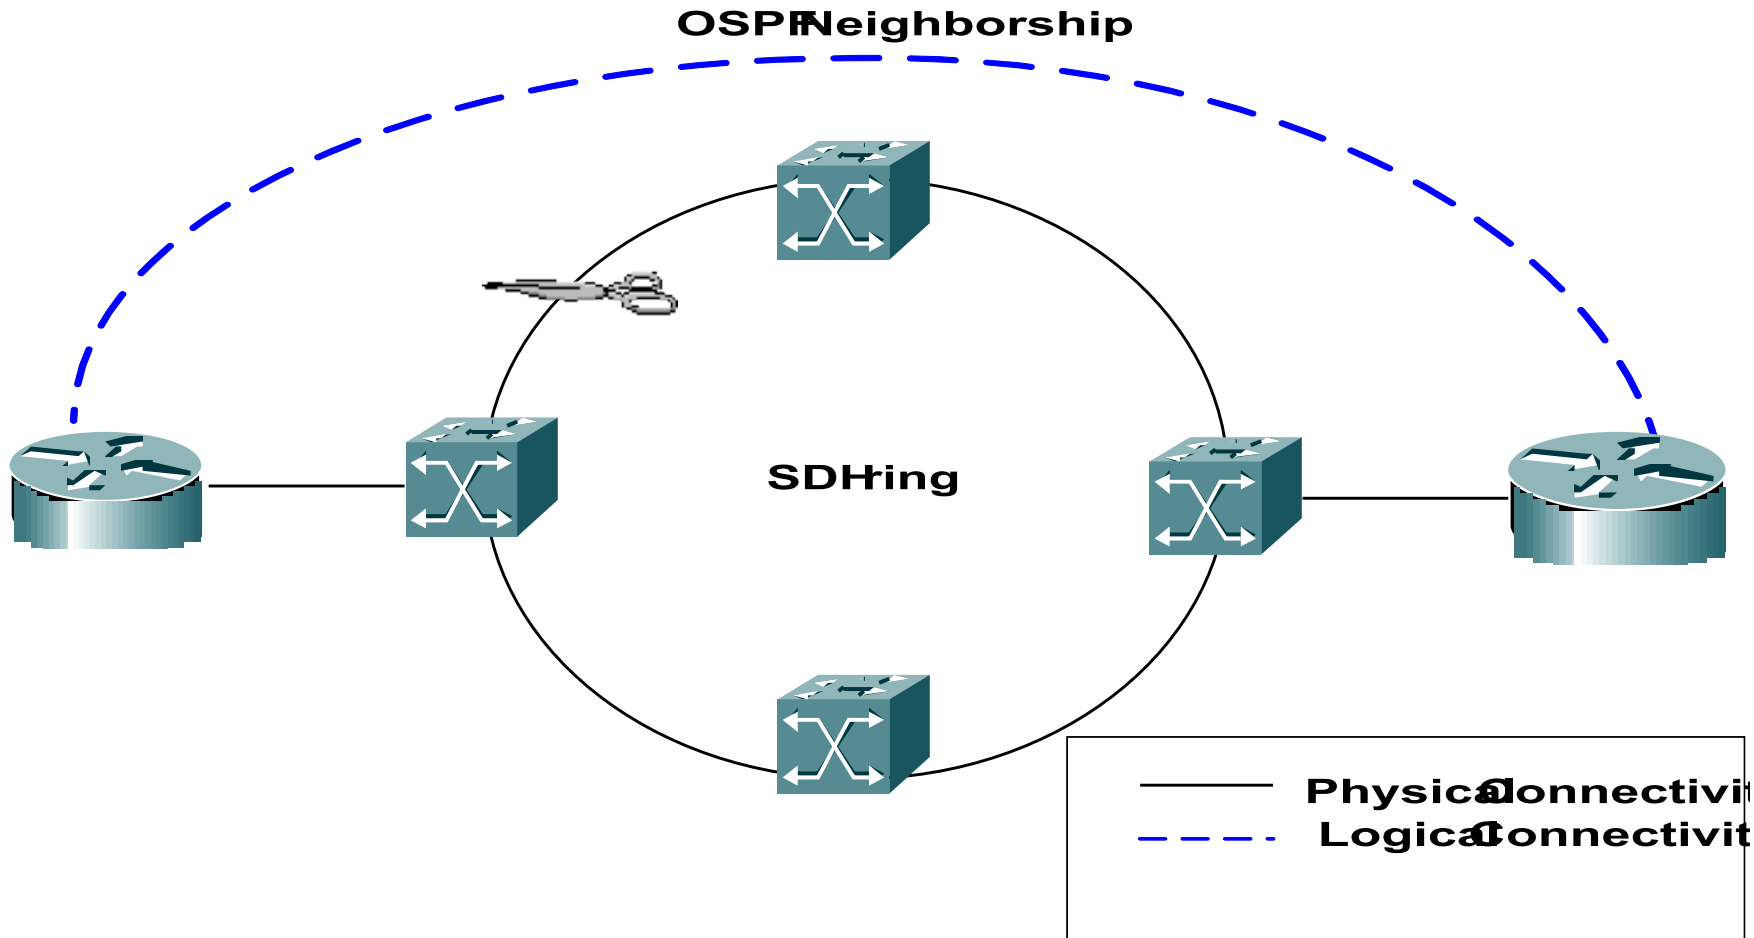 OSPF Neighborship
SDH ring
Physical Connectivit
Logical Connectivit